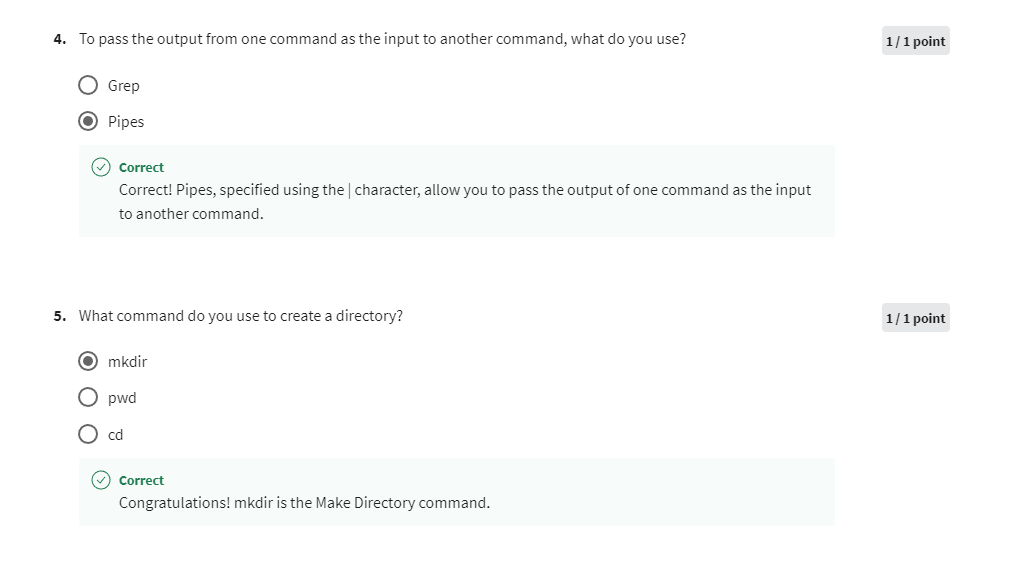 4. To pass the output from one command as the input to another command, what do you use?
1 / 1 point
Grep
Pipes
Correct
Correct! Pipes, specified using the | character, allow you to pass the output of one command as the input
to another command.
5. What command do you use to create a directory?
1 / 1 point
mkdir
pwd
cd
Correct
Congratulations! mkdir is the Make Directory command.